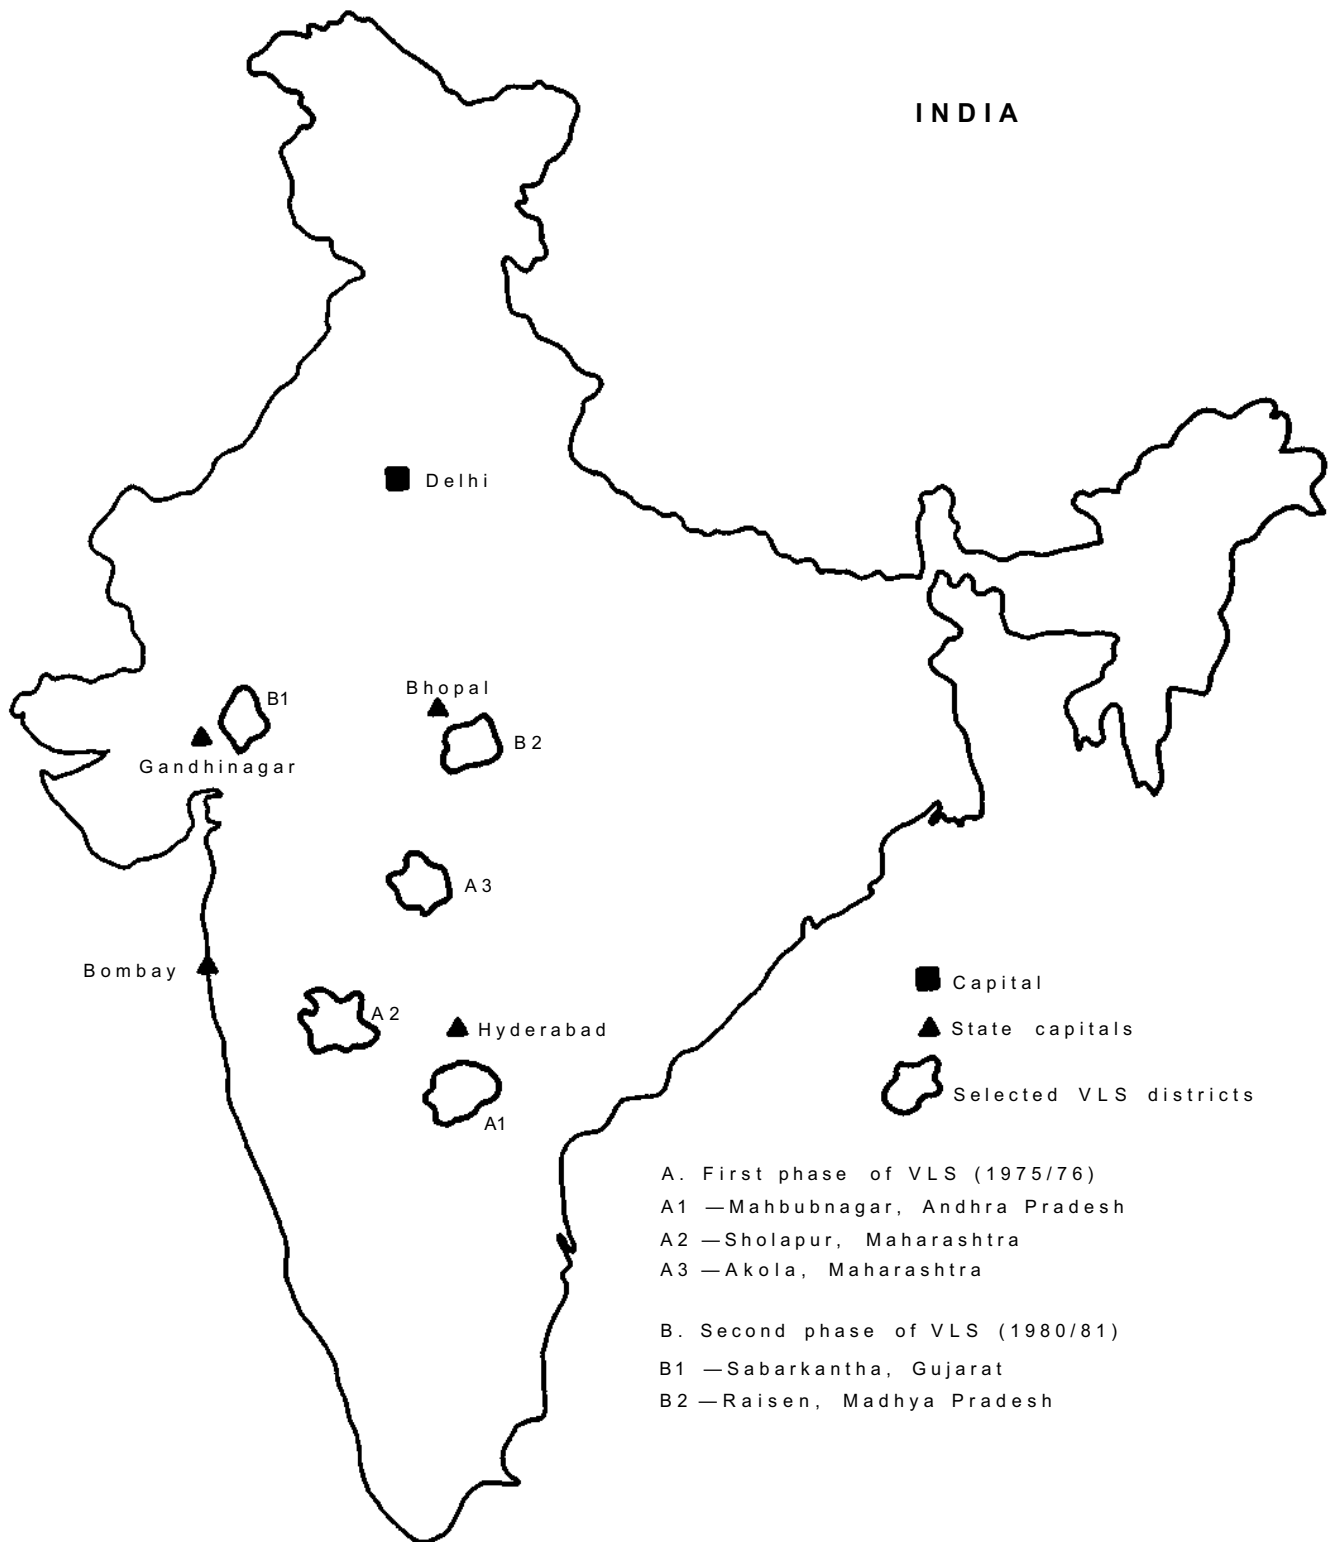 INDIA
Delhi
B1
Bhopal
B2
Gandhinagar
A3
Bombay
A2
Hyderabad
A1
Capital
State capitals
Selected VLS districts
A. First phase of VLS (1975/76)
A1 —Mahbubnagar, Andhra Pradesh
A2 —Sholapur, Maharashtra
A3 —Akola, Maharashtra
B. Second phase of VLS (1980/81)
B1 —Sabarkantha, Gujarat
B2 —Raisen, Madhya Pradesh